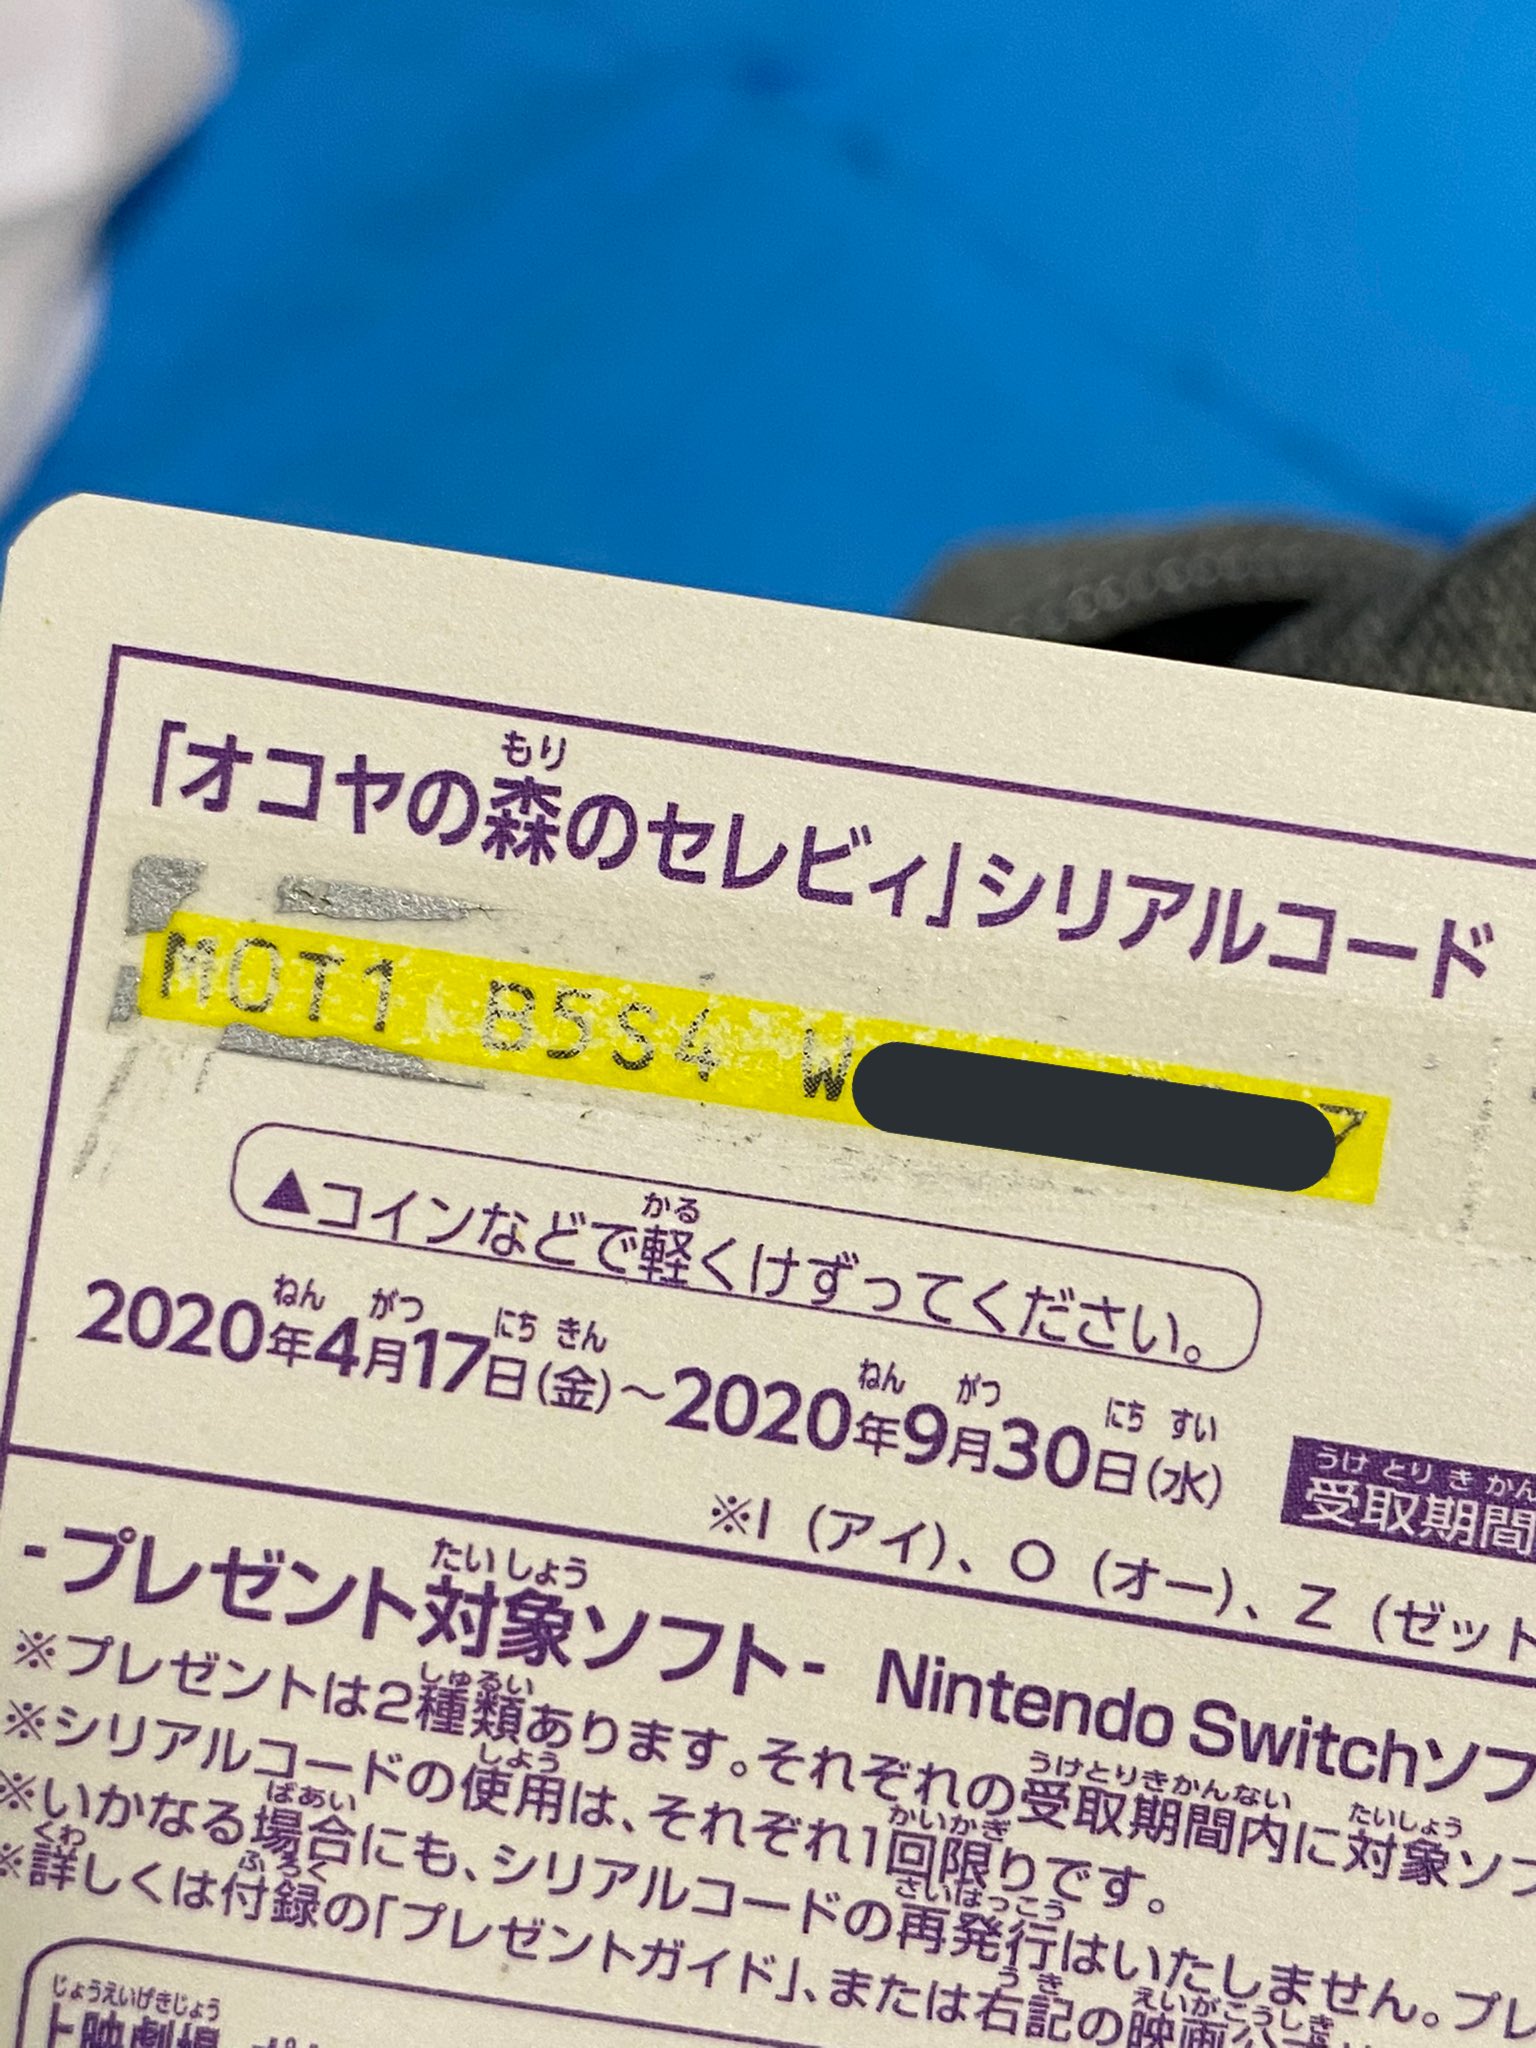 「オコヤの森のセレビィ」シリアルコード
もり
M0T1 B5S4 W 7
▲コインなどで軽くけずってください。
かる
2020年4月17日(金)～2020年9月30日(水)
ねん がつ にち きん ねん がつ にち すい
受取期間
うけ とり き かん
※I(アイ)、O(オー)、Z(ゼット
-プレゼント対象ソフト- Nintendo Switchソフ
たい しょう
※プレゼントは2種類あります。それぞれの受取期間内に対象ソフ
しゅるい うけとりきかんない たいしょう
※シリアルコードの使用は、それぞれ1回限りです。
しよう かいかぎ
※いかなる場合にも、シリアルコードの再発行はいたしません。プレ
ばあい さいはっこう
※詳しくは付録の「プレゼントガイド」、または右記の映画公式
くわ ふろく うき えいがこうしき
上映劇場
じょうえいげきじょう